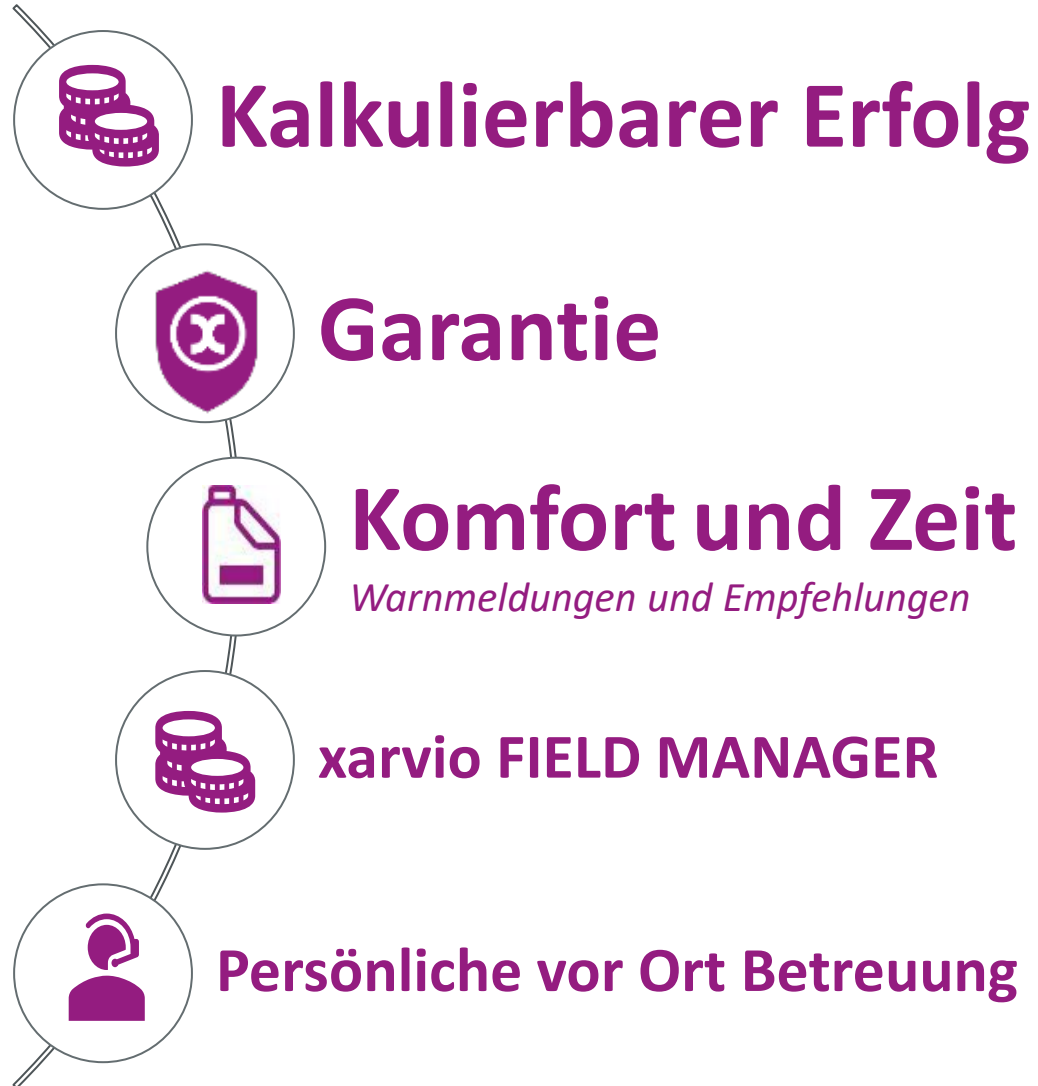 Kalkulierbarer Erfolg
Garantie
Komfort und Zeit
Warnmeldungen und Empfehlungen
xarvio FIELD MANAGER
Persönliche vor Ort Betreuung